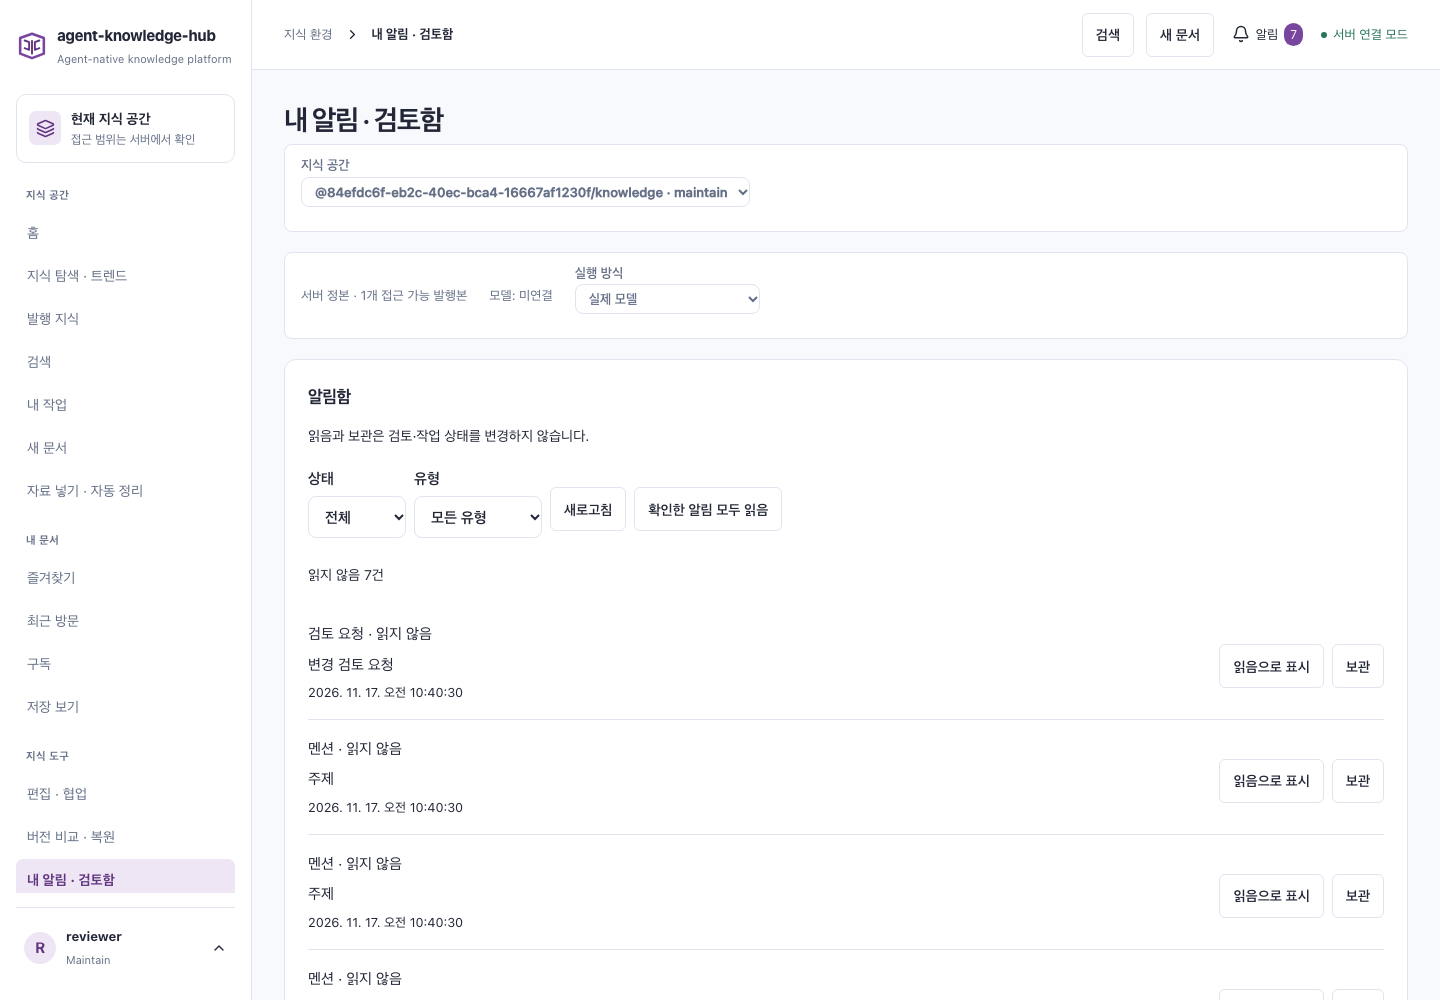 agent-knowledge-hub
Agent-native knowledge platform
현재 지식 공간
접근 범위는 서버에서 확인
지식 공간
홈
지식 탐색 · 트렌드
발행 지식
검색
내 작업
새 문서
자료 넣기 · 자동 정리
내 문서
즐겨찾기
최근 방문
구독
저장 보기
지식 도구
편집 · 협업
버전 비교 · 복원
내 알림 · 검토함
R
reviewer
Maintain
지식 환경
내 알림 · 검토함
검색
새 문서
알림 7
서버 연결 모드
내 알림 · 검토함
지식 공간
@84efdc6f-eb2c-40ec-bca4-16667af1230f/knowledge · maintain
서버 정본 · 1개 접근 가능 발행본
모델: 미연결
실행 방식
실제 모델
알림함
읽음과 보관은 검토·작업 상태를 변경하지 않습니다.
상태
유형
전체
모든 유형
새로고침
확인한 알림 모두 읽음
읽지 않음 7건
검토 요청 · 읽지 않음
변경 검토 요청
2026. 11. 17. 오전 10:40:30
읽음으로 표시
보관
멘션 · 읽지 않음
주제
2026. 11. 17. 오전 10:40:30
읽음으로 표시
보관
멘션 · 읽지 않음
주제
2026. 11. 17. 오전 10:40:30
읽음으로 표시
보관
멘션 · 읽지 않음